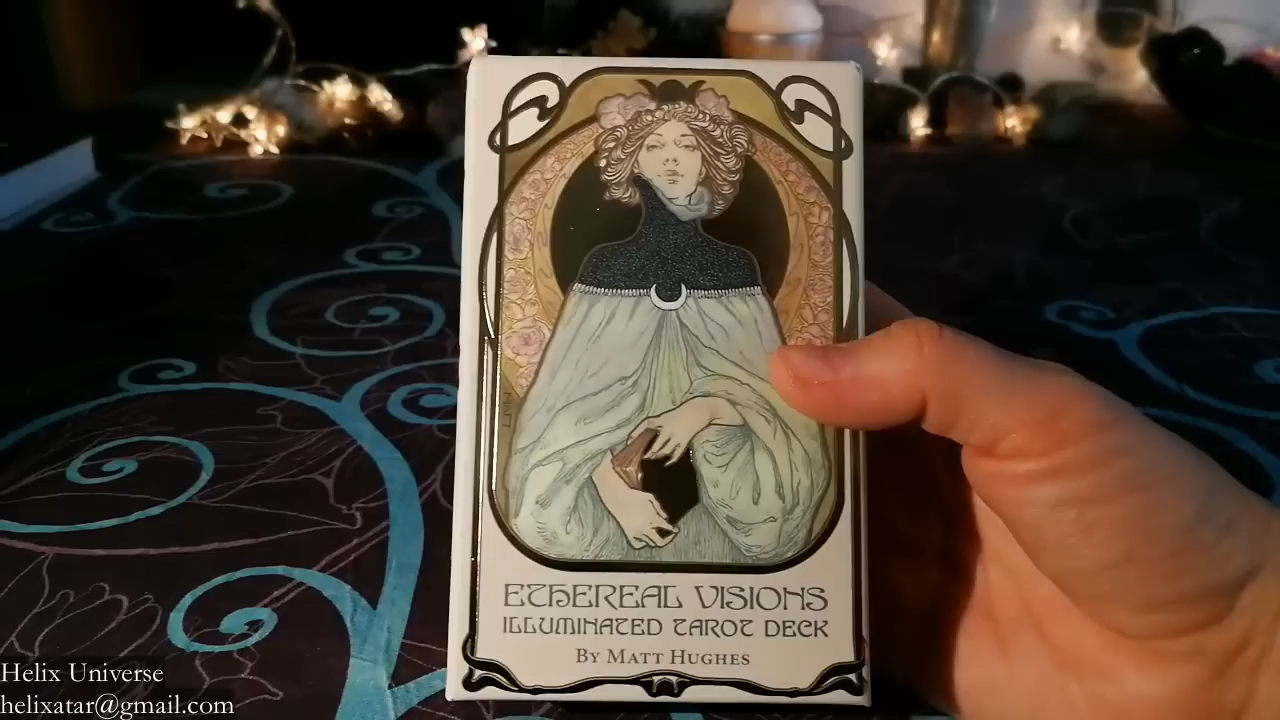 ETHEREAL VISIONS
ILLUMINATED TAROT DECK
BY MATT HUGHES
Helix Universe
helixatar@gmail.com